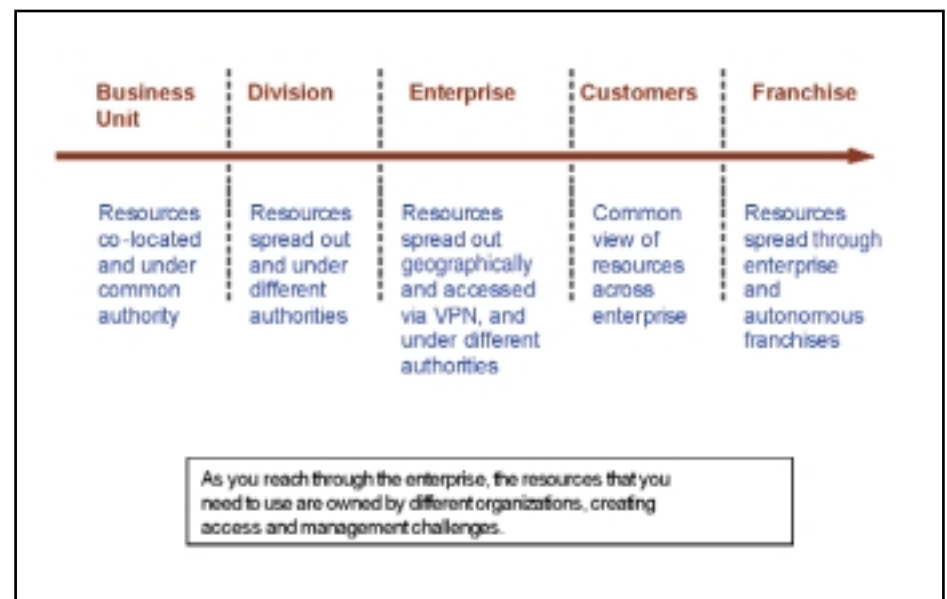 Business
Unit
Division
Enterprise
Customers
Franchise
Resources
co-located
and under
common
authority
Resources
spread out
and under
different
authorities
Resources
spread out
geographically
and accessed
via VPN, and
under different
authorities
Common
view of
resources
across
enterprise
Resources
spread through
enterprise
and
autonomous
franchises
As you reach through the enterprise, the resources that you
need to use are owned by different organizations, creating
access and management challenges.